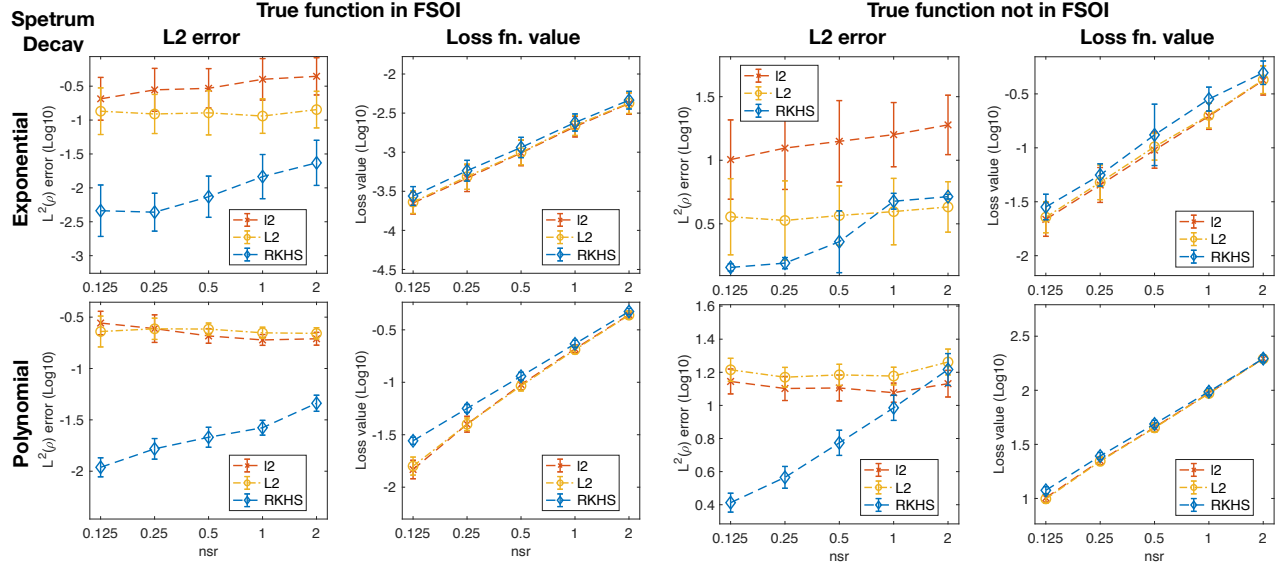 True function in FSOI
True function not in FSOI
Spetrum
Decay
L2 error
Loss fn. value
L2 error
Loss fn. value
Exponential
L²(ρ) error (Log10)
-0.5
-1
-1.5
-2
-2.5
-3
0.125 0.25 0.5 1 2
l2
L2
RKHS
Loss value (Log10)
-2
-2.5
-3
-3.5
-4
-4.5
0.125 0.25 0.5 1 2
l2
L2
RKHS
L²(ρ) error (Log10)
1.5
1
0.5
0.125 0.25 0.5 1 2
l2
L2
RKHS
Loss value (Log10)
-0.5
-1
-1.5
-2
0.125 0.25 0.5 1 2
l2
L2
RKHS
Polynomial
L²(ρ) error (Log10)
-0.5
-1
-1.5
-2
0.125 0.25 0.5 1 2
nsr
l2
L2
RKHS
Loss value (Log10)
-0.5
-1
-1.5
-2
0.125 0.25 0.5 1 2
nsr
l2
L2
RKHS
L²(ρ) error (Log10)
1.6
1.4
1.2
1
0.8
0.6
0.4
0.125 0.25 0.5 1 2
nsr
l2
L2
RKHS
Loss value (Log10)
2.5
2
1.5
1
0.125 0.25 0.5 1 2
nsr
l2
L2
RKHS